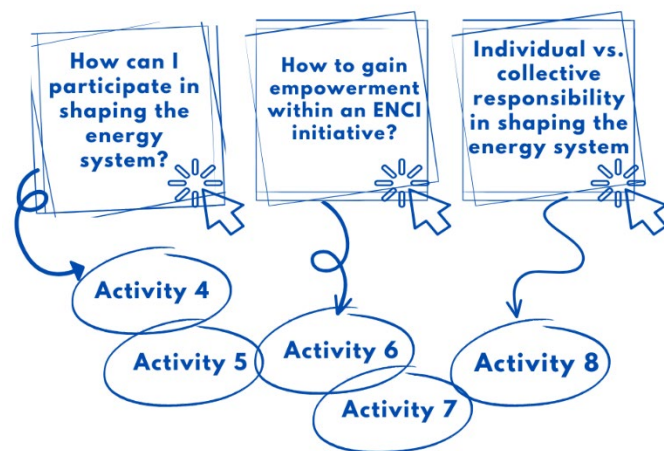 How can I
participate in
shaping the
energy
system?
How to gain
empowerment
within an ENCI
initiative?
Individual vs.
collective
responsibility
in shaping the
energy system
Activity 4
Activity 5
Activity 6
Activity 7
Activity 8